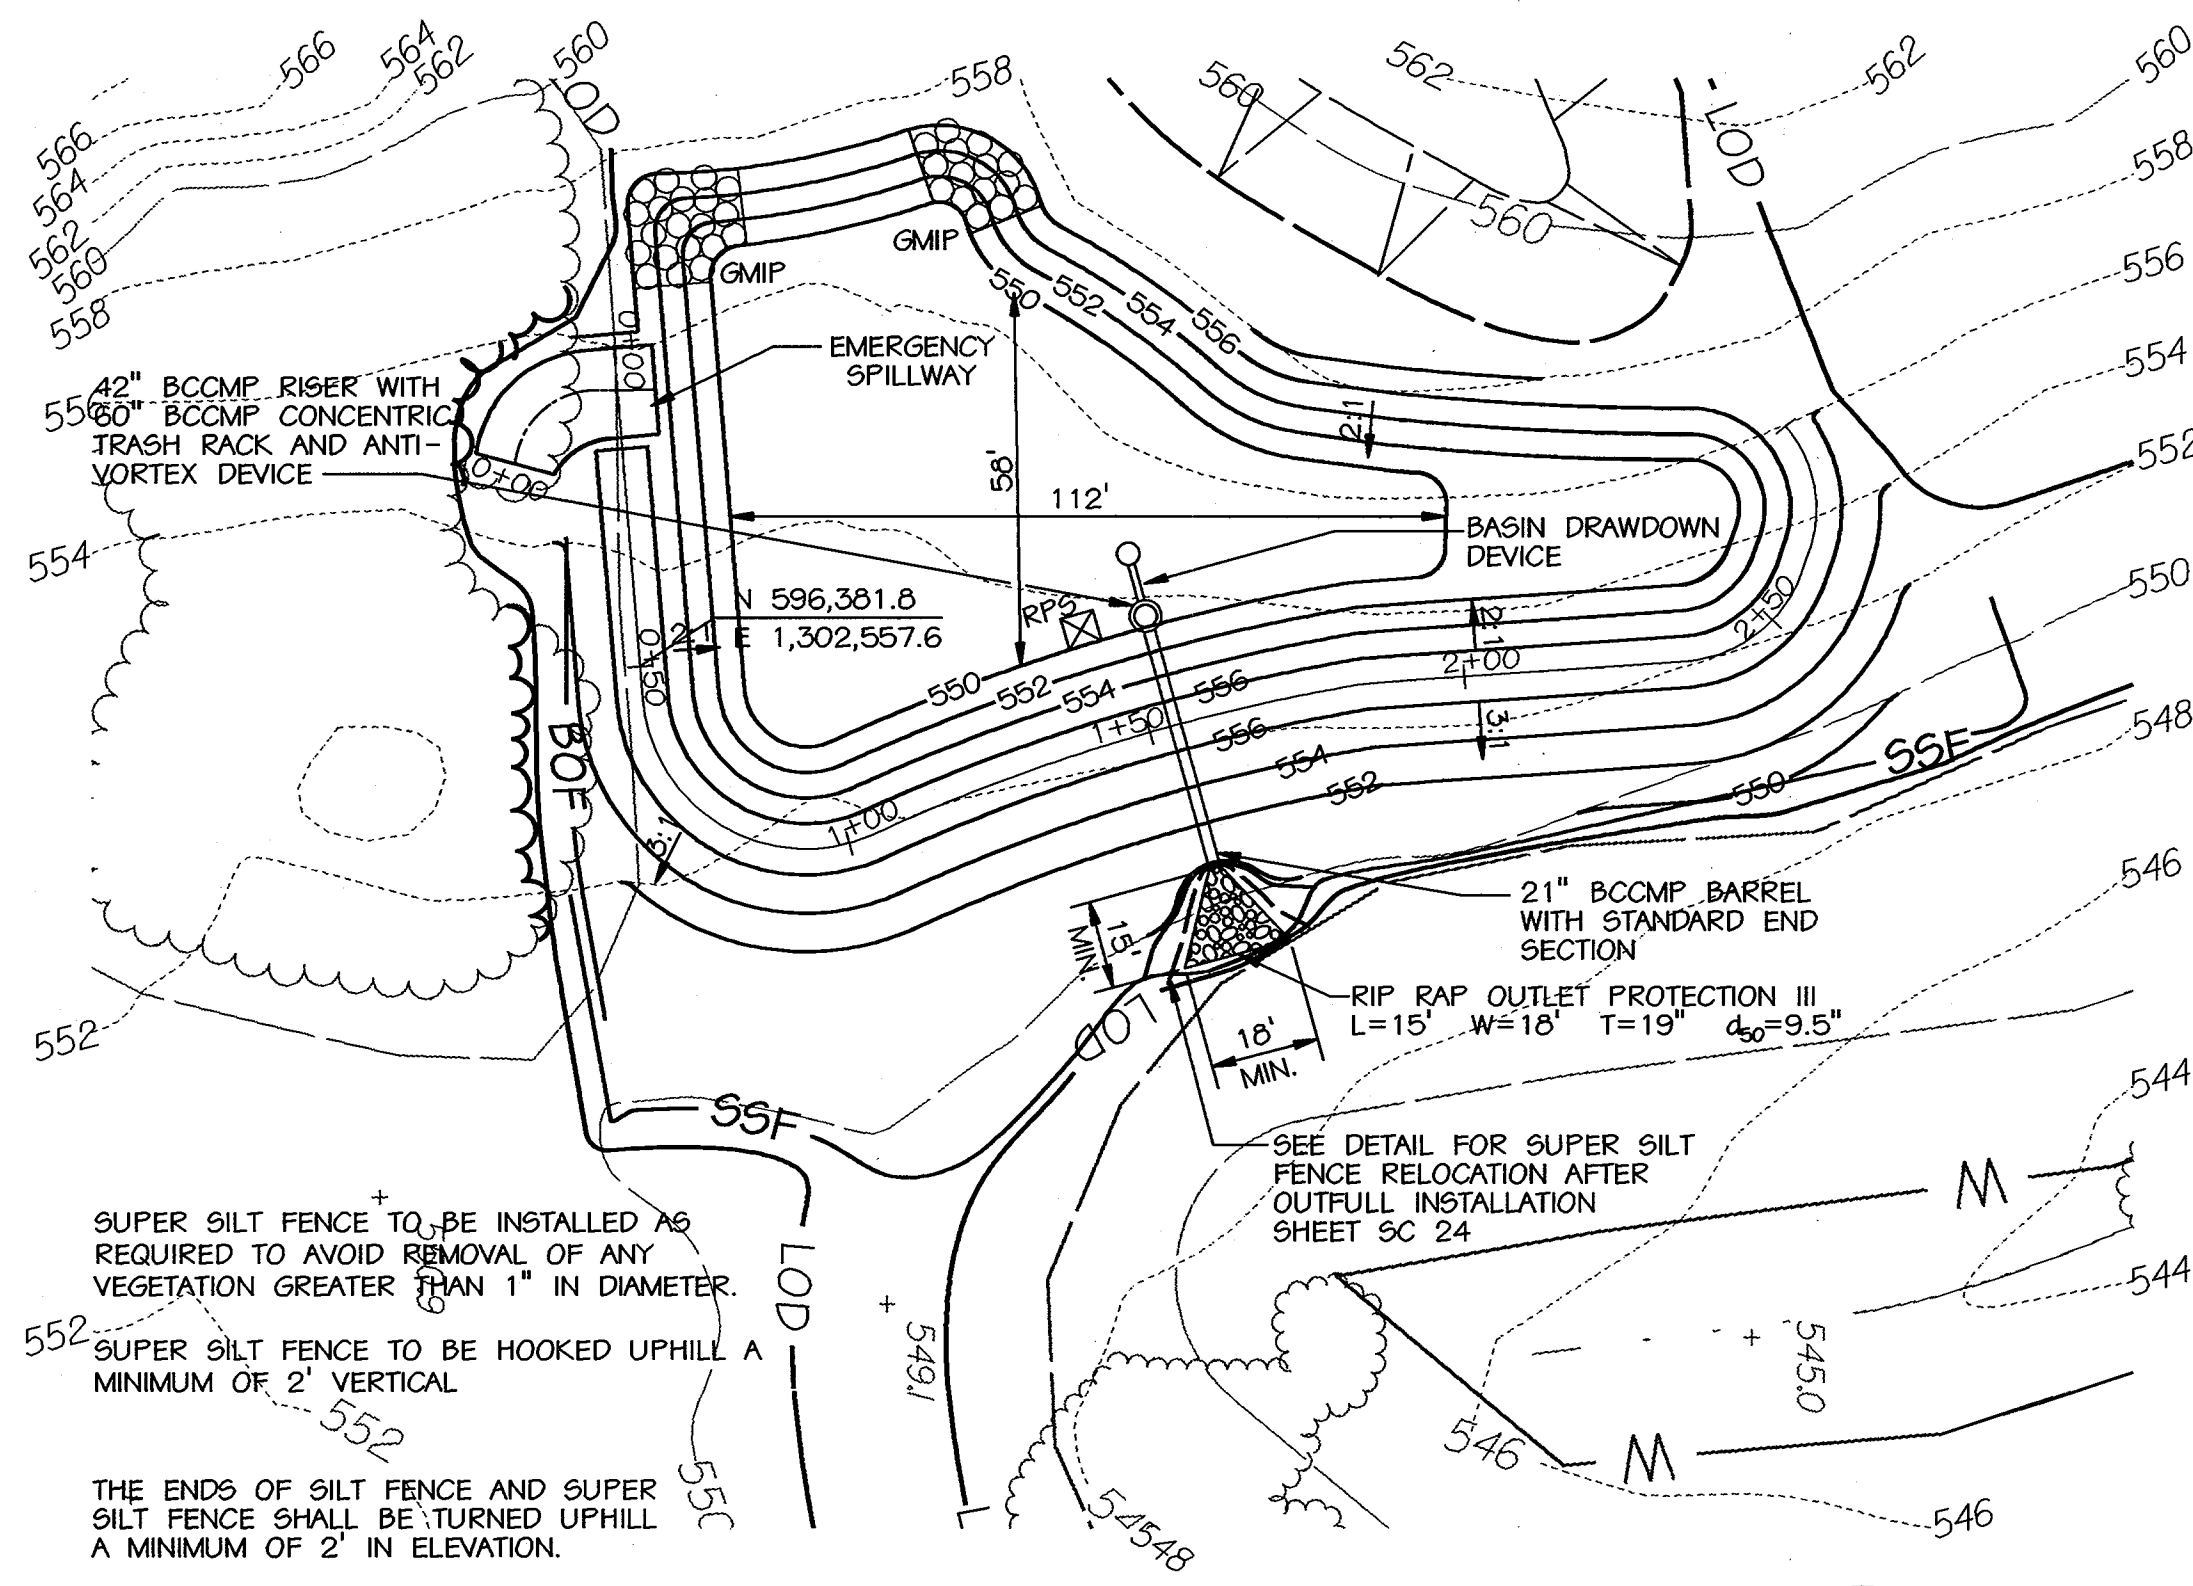 566
564
562
560
558
562
562
560
560
OD
-LOD
566
564
562
560
558
558
556
554
552
560
GMIP
GMIP
550
552
554
556
EMERGENCY
SPILLWAY
0+00
42" BCCMP RISER WITH
60" BCCMP CONCENTRIC
TRASH RACK AND ANTI-
VORTEX DEVICE
556
0+00
2:1
58'
112'
BASIN DRAWDOWN
DEVICE
554
550
N 596,381.8
E 1,302,557.6
RPS
0+50
2:1
2:1
2+50
2+00
550
552
554
556
1+50
556
554
552
3:1
SSF
548
550
BOF
1+00
3:1
546
21" BCCMP BARREL
WITH STANDARD END
SECTION
15'
MIN.
RIP RAP OUTLET PROTECTION III
L=15' W=18' T=19" d50=9.5"
LOD
18'
MIN.
552
544
SSF
SEE DETAIL FOR SUPER SILT
FENCE RELOCATION AFTER
OUTFULL INSTALLATION
SHEET SC 24
M
SUPER SILT FENCE TO BE INSTALLED AS
REQUIRED TO AVOID REMOVAL OF ANY
VEGETATION GREATER THAN 1" IN DIAMETER.
LOD
544
552
SUPER SILT FENCE TO BE HOOKED UPHILL A
MINIMUM OF 2' VERTICAL
549.1
545.0
552
546
M
THE ENDS OF SILT FENCE AND SUPER
SILT FENCE SHALL BE TURNED UPHILL
A MINIMUM OF 2' IN ELEVATION.
550
L
548
546